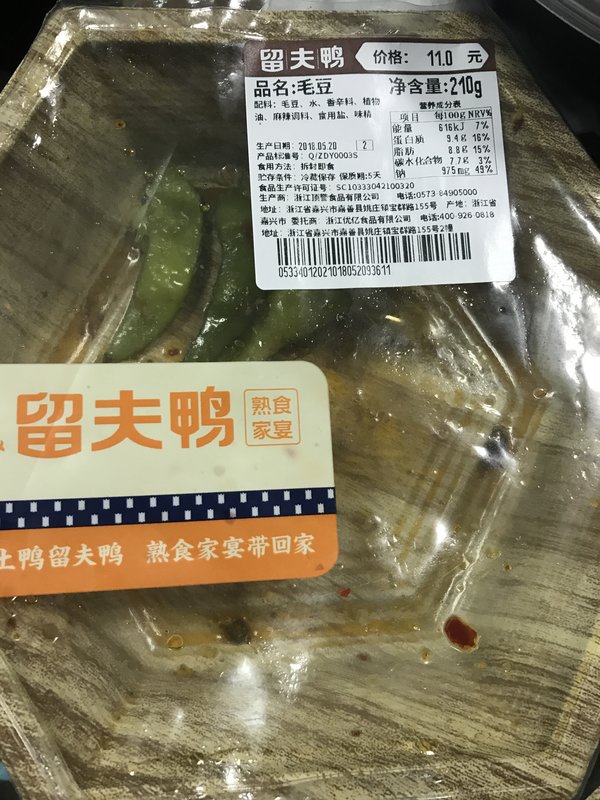 留夫鸭 价格: 11.0 元
品名:毛豆 净含量:210g
配料: 毛豆、水、香辛料、植物
油、麻辣调料、食用盐、味精
营养成分表
项目 每100g NRV%
能量 616kJ 7%
蛋白质 9.4g 16%
脂肪 8.8g 15%
碳水化合物 7.7g 3%
钠 975mg 49%
生产日期: 2018.05.20 2
产品标准号: Q/ZDY0003S
食用方法: 拆封即食
贮存条件: 冷藏保存 保质期:5天
食品生产许可证号: SC10333042100320
生产商: 浙江顶誉食品有限公司 电话:0573-84905000
地址: 浙江省嘉兴市嘉善县姚庄镇宝群路155号 产地: 浙江省
嘉兴市 委托商: 浙江优亿食品有限公司 电话:400-926-0818
地址: 浙江省嘉兴市嘉善县姚庄镇宝群路155号2幢
05334012021018052093611
留夫鸭 熟食
家宴
土鸭留夫鸭 熟食家宴带回家